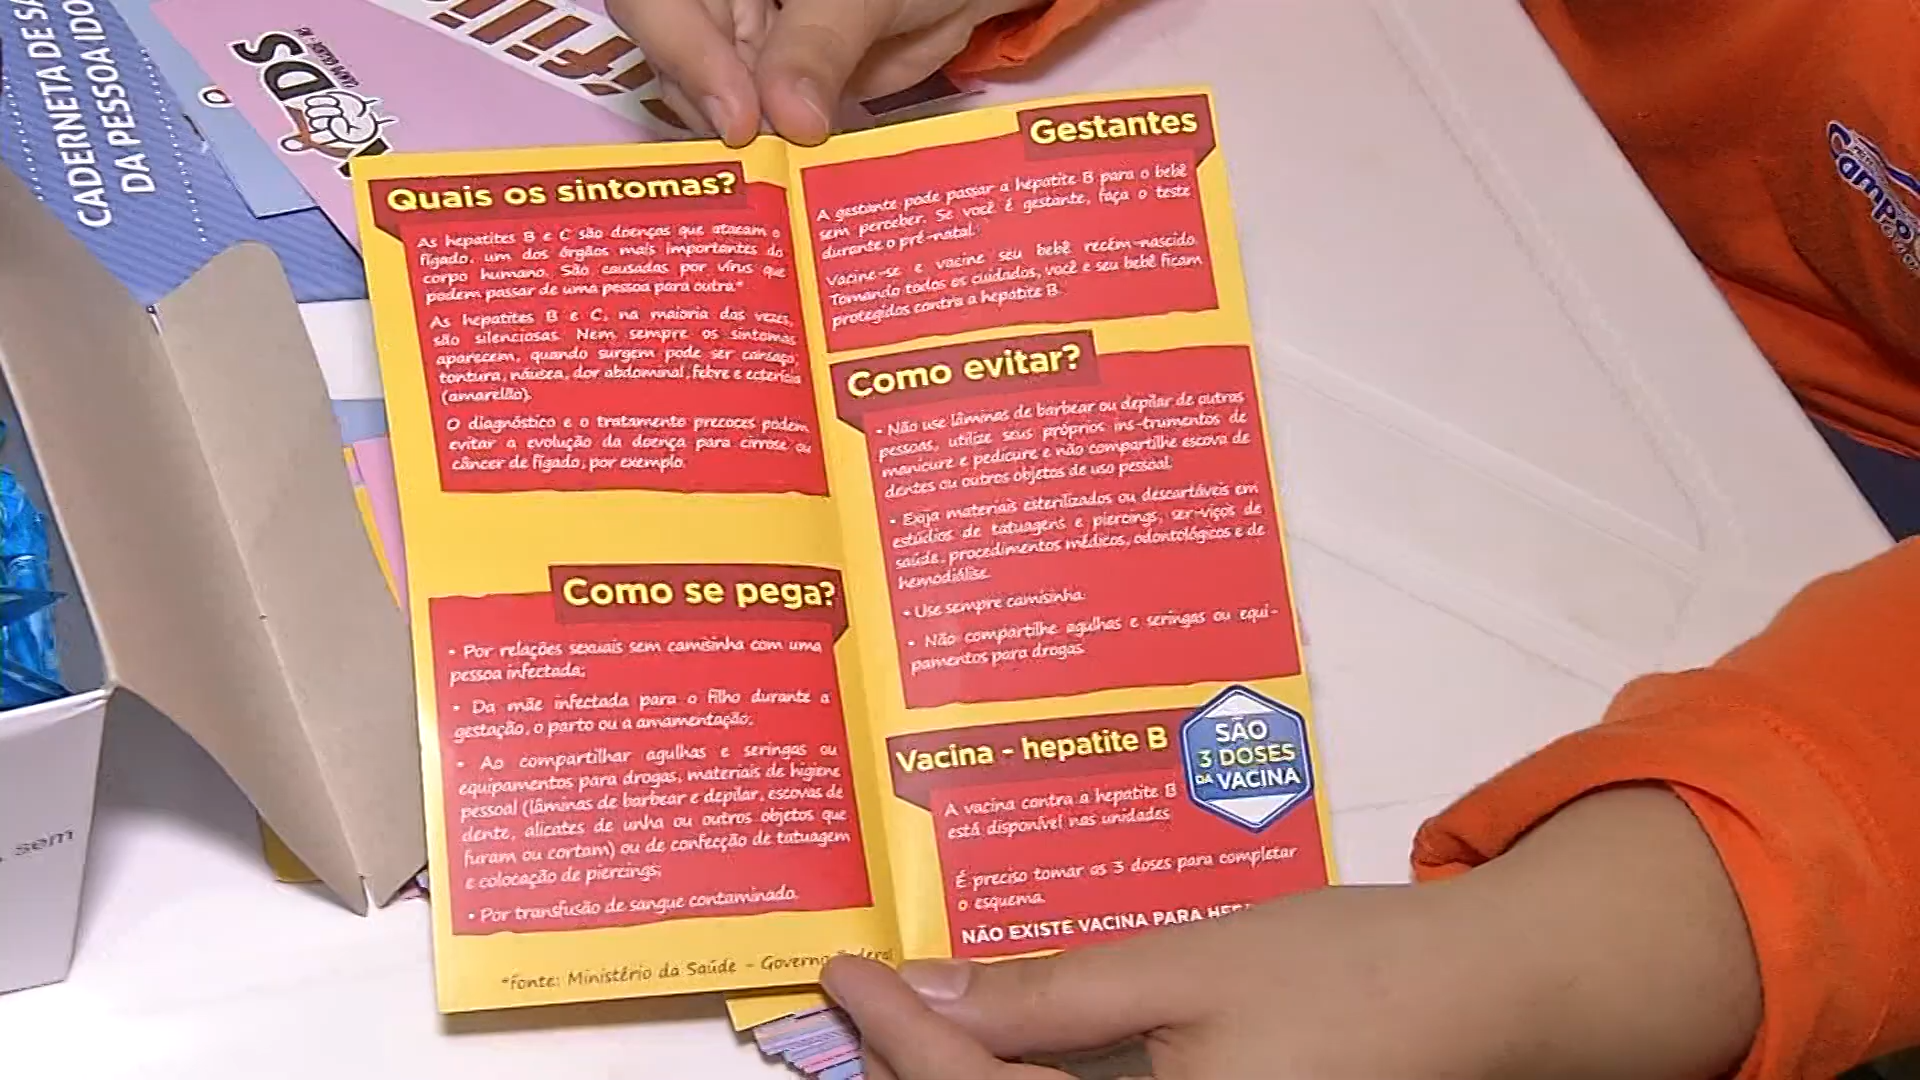 CADERNETA DE SA
DA PESSOA IDO
Quais os sintomas?
As hepatites B e C são doenças que atacam o
fígado, um dos órgãos mais importantes do
corpo humano. São causadas por vírus que
podem passar de uma pessoa para outra.*
As hepatites B e C, na maioria das vezes,
são silenciosas. Nem sempre os sintomas
aparecem, quando surgem pode ser cansaço,
tontura, náusea, dor abdominal, febre e icterícia
(amarelão).
O diagnóstico e o tratamento precoces podem
evitar a evolução da doença para cirrose ou
câncer de fígado, por exemplo.
Como se pega?
• Por relações sexuais sem camisinha com uma
pessoa infectada;
• Da mãe infectada para o filho durante a
gestação, o parto ou a amamentação;
• Ao compartilhar agulhas e seringas ou
equipamentos para drogas, materiais de higiene
pessoal (lâminas de barbear e depilar, escovas de
dente, alicates de unha ou outros objetos que
furam ou cortam) ou de confecção de tatuagem
e colocação de piercings;
• Por transfusão de sangue contaminado.
*fonte: Ministério da Saúde - Governo Federal
Gestantes
A gestante pode passar a hepatite B para o bebê
sem perceber. Se você é gestante, faça o teste
durante o pré-natal.
Vacine-se e vacine seu bebê recém-nascido.
Tomando todos os cuidados, você e seu bebê ficam
protegidos contra a hepatite B.
Como evitar?
• Não use lâminas de barbear ou depilar de outras
pessoas, utilize seus próprios ins-trumentos de
manicure e pedicure e não compartilhe escova de
dentes ou outros objetos de uso pessoal.
• Exija materiais esterilizados ou descartáveis em
estúdios de tatuagens e piercings, ser-viços de
saúde, procedimentos médicos, odontológicos e de
hemodiálise.
• Use sempre camisinha.
• Não compartilhe agulhas e seringas ou equi-
pamentos para drogas.
Vacina - hepatite B
SÃO
3 DOSES
DA VACINA
A vacina contra a hepatite B
está disponível nas unidades
É preciso tomar as 3 doses para completar
o esquema.
NÃO EXISTE VACINA PARA HEP
sem
Campo